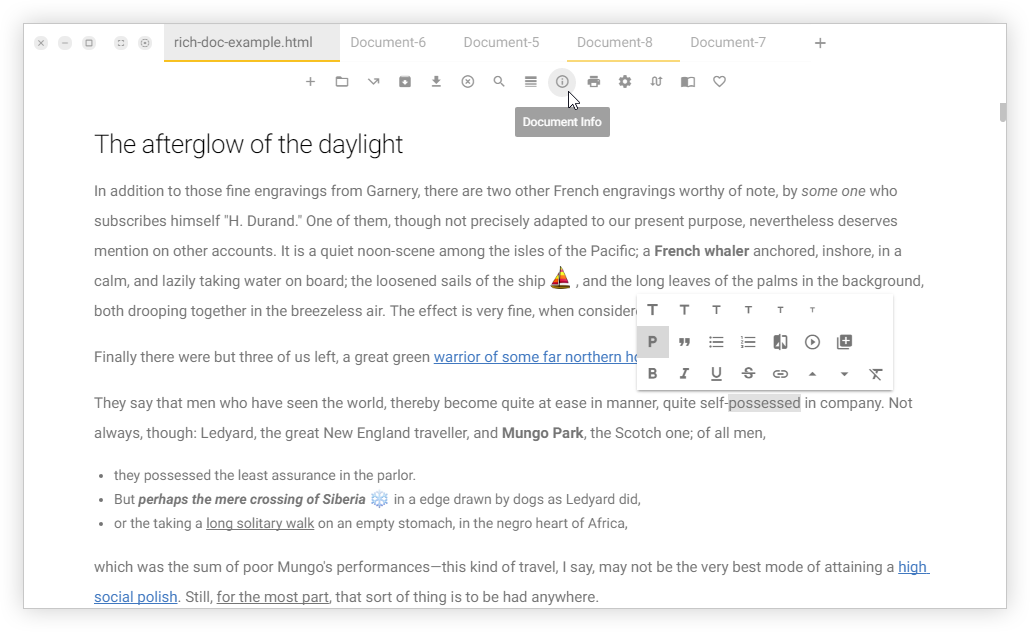 rich-doc-example.html Document-6 Document-5 Document-8 Document-7
Document Info
The afterglow of the daylight
In addition to those fine engravings from Garnery, there are two other French engravings worthy of note, by some one who
subscribes himself "H. Durand." One of them, though not precisely adapted to our present purpose, nevertheless deserves
mention on other accounts. It is a quiet noon-scene among the isles of the Pacific; a French whaler anchored, inshore, in a
calm, and lazily taking water on board; the loosened sails of the ship ⛵ , and the long leaves of the palms in the background,
both drooping together in the breezeless air. The effect is very fine, when consider
T T T T T T
Finally there were but three of us left, a great green warrior of some far northern
P
B I U S T
They say that men who have seen the world, thereby become quite at ease in manner, quite self-possessed in company. Not
always, though: Ledyard, the great New England traveller, and Mungo Park, the Scotch one; of all men,
• they possessed the least assurance in the parlor.
• But perhaps the mere crossing of Siberia ❄️ in a edge drawn by dogs as Ledyard did,
• or the taking a long solitary walk on an empty stomach, in the negro heart of Africa,
which was the sum of poor Mungo's performances—this kind of travel, I say, may not be the very best mode of attaining a high
social polish. Still, for the most part, that sort of thing is to be had anywhere.